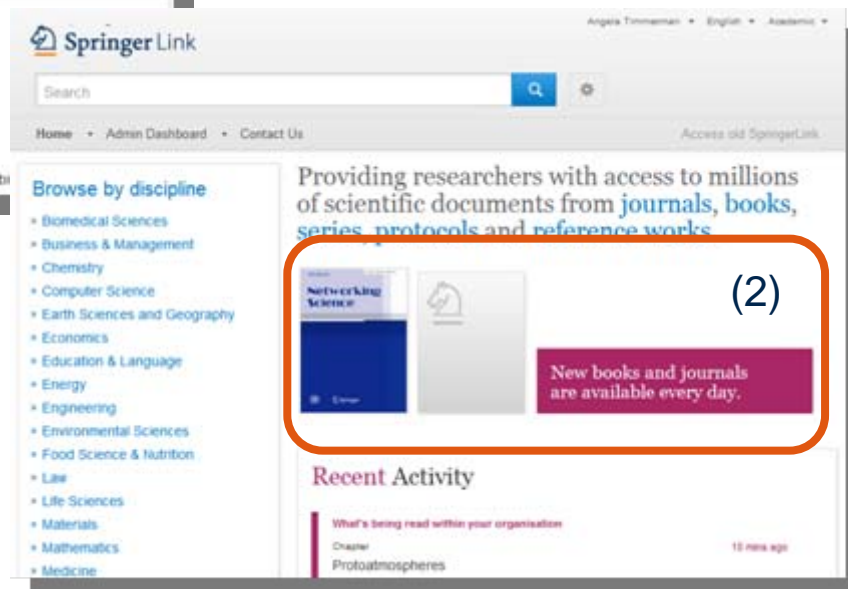 Angela Timmerman ▾ English ▾ Academic ▾
Springer Link
Search
Home • Admin Dashboard • Contact Us
Access old SpringerLink
Browse by discipline
Biomedical Sciences
Business & Management
Chemistry
Computer Science
Earth Sciences and Geography
Economics
Education & Language
Energy
Engineering
Environmental Sciences
Food Science & Nutrition
Law
Life Sciences
Materials
Mathematics
Medicine
Providing researchers with access to millions
of scientific documents from journals, books,
series, protocols and reference works
Networking
Science
(2)
New books and journals
are available every day.
Recent Activity
What's being read within your organisation
Chapter
10 mins ago
Protoatmospheres